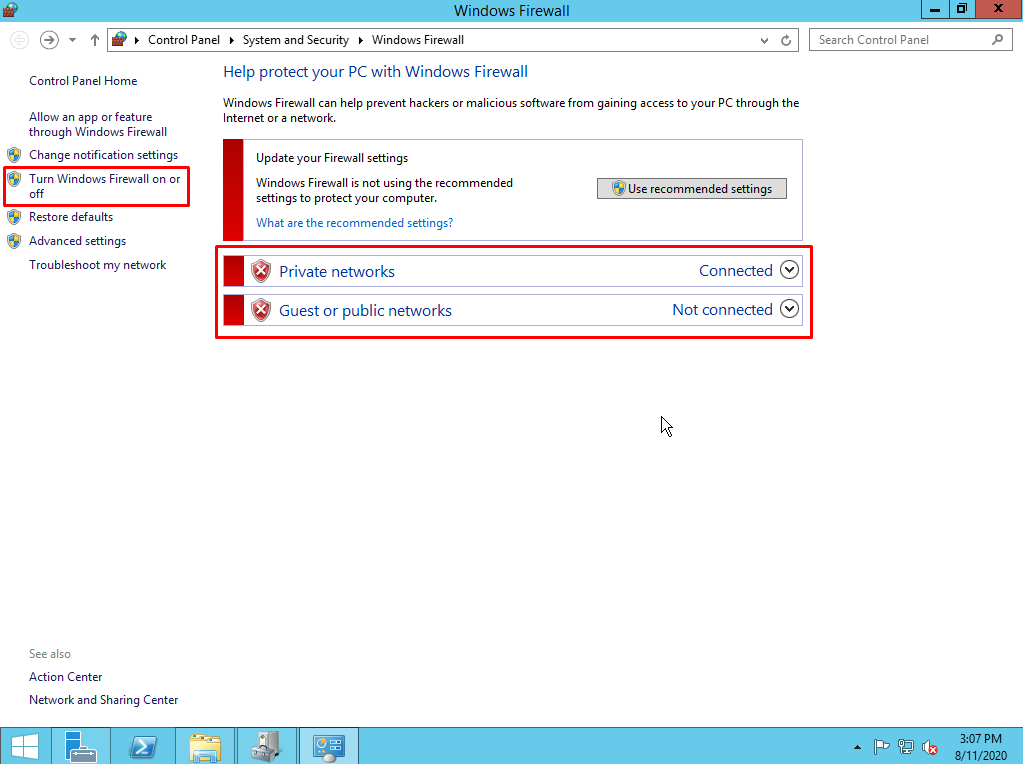 Windows Firewall
Control Panel
System and Security
Windows Firewall
Search Control Panel
Control Panel Home
Allow an app or feature
through Windows Firewall
Change notification settings
Turn Windows Firewall on or
off
Restore defaults
Advanced settings
Troubleshoot my network
Help protect your PC with Windows Firewall
Windows Firewall can help prevent hackers or malicious software from gaining access to your PC through the
Internet or a network.
Update your Firewall settings
Windows Firewall is not using the recommended
settings to protect your computer.
Use recommended settings
What are the recommended settings?
Private networks
Connected
Guest or public networks
Not connected
See also
Action Center
Network and Sharing Center
3:07 PM
8/11/2020